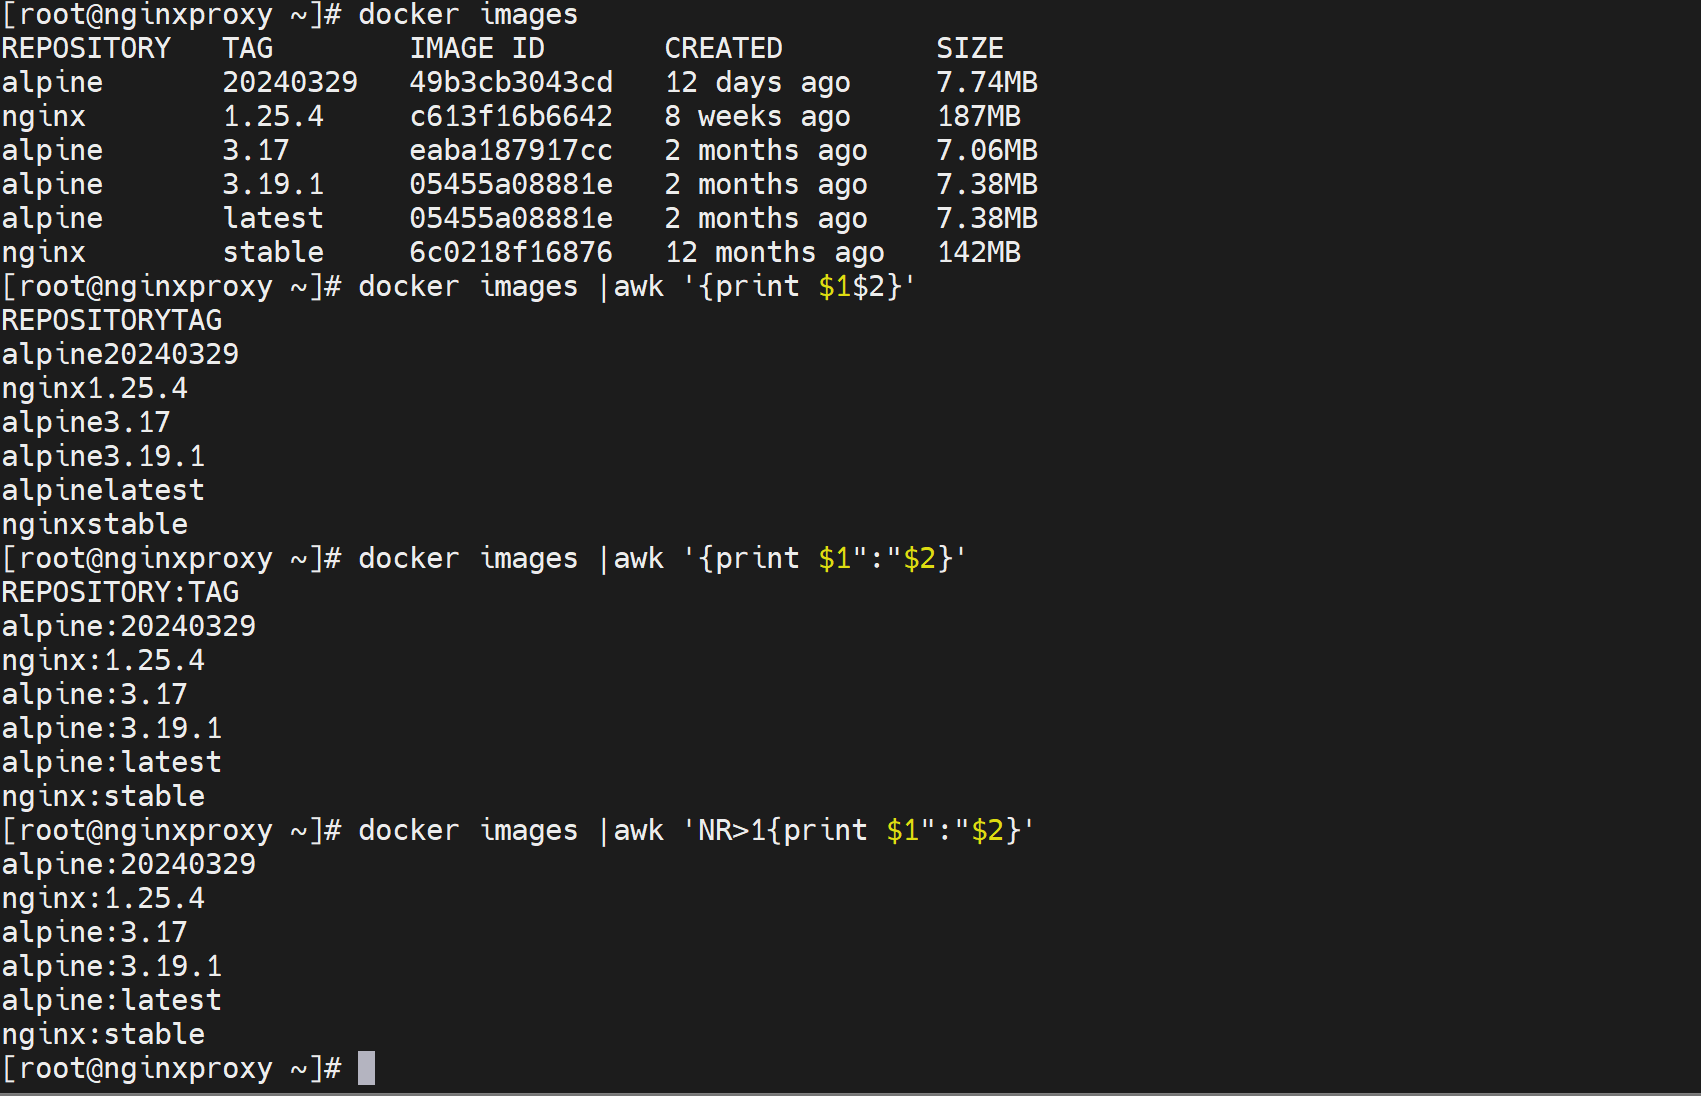 [root@nginxproxy ~]# docker images
REPOSITORY   TAG        IMAGE ID       CREATED         SIZE
alpine       20240329   49b3cb3043cd   12 days ago     7.74MB
nginx        1.25.4     c613f16b6642   8 weeks ago     187MB
alpine       3.17       eaba187917cc   2 months ago    7.06MB
alpine       3.19.1     05455a08881e   2 months ago    7.38MB
alpine       latest     05455a08881e   2 months ago    7.38MB
nginx        stable     6c0218f16876   12 months ago   142MB
[root@nginxproxy ~]# docker images |awk '{print $1$2}'
REPOSITORYTAG
alpine20240329
nginx1.25.4
alpine3.17
alpine3.19.1
alpinelatest
nginxstable
[root@nginxproxy ~]# docker images |awk '{print $1":"$2}'
REPOSITORY:TAG
alpine:20240329
nginx:1.25.4
alpine:3.17
alpine:3.19.1
alpine:latest
nginx:stable
[root@nginxproxy ~]# docker images |awk 'NR>1{print $1":"$2}'
alpine:20240329
nginx:1.25.4
alpine:3.17
alpine:3.19.1
alpine:latest
nginx:stable
[root@nginxproxy ~]#